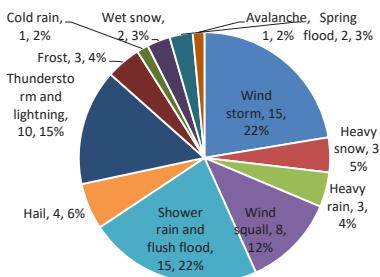 Cold rain,
1, 2%
Wet snow,
2, 3%
Avalanche,
1, 2%
Spring
flood, 2, 3%
Frost, 3, 4%
Thundersto
rm and
lightning,
10, 15%
Wind
storm, 15,
22%
Heavy
snow, 3
5%
Heavy
rain, 3,
4%
Hail, 4, 6%
Shower
rain and
flush flood,
15, 22%
Wind
squall, 8,
12%